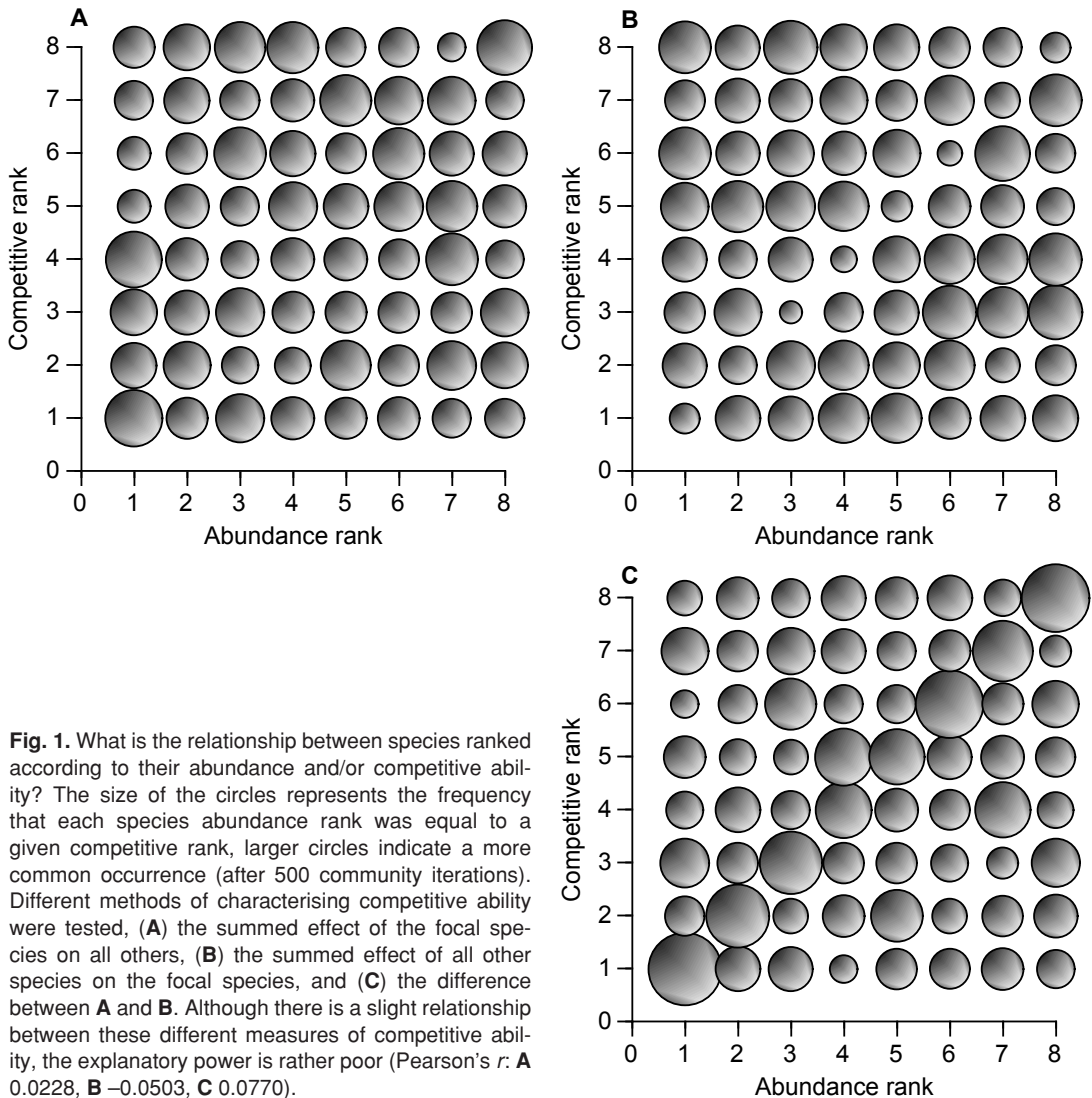 A
8
7
6
5
4
3
2
1
0
Competitive rank
0 1 2 3 4 5 6 7 8
Abundance rank
B
8
7
6
5
4
3
2
1
0
Competitive rank
0 1 2 3 4 5 6 7 8
Abundance rank
C
8
7
6
5
4
3
2
1
0
Competitive rank
0 1 2 3 4 5 6 7 8
Abundance rank
Fig. 1. What is the relationship between species ranked
according to their abundance and/or competitive abil-
ity? The size of the circles represents the frequency
that each species abundance rank was equal to a
given competitive rank, larger circles indicate a more
common occurrence (after 500 community iterations).
Different methods of characterising competitive ability
were tested, (A) the summed effect of the focal spe-
cies on all others, (B) the summed effect of all other
species on the focal species, and (C) the difference
between A and B. Although there is a slight relationship
between these different measures of competitive abil-
ity, the explanatory power is rather poor (Pearson's r: A
0.0228, B –0.0503, C 0.0770).